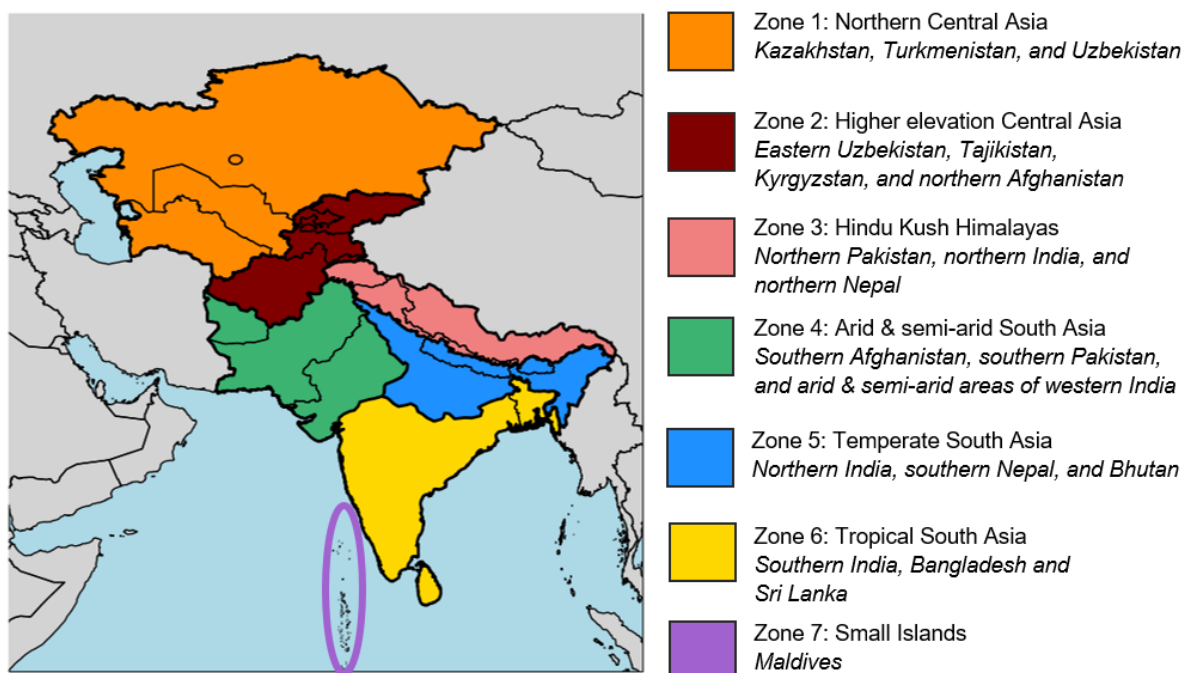 Zone 1: Northern Central Asia
Kazakhstan, Turkmenistan, and Uzbekistan
Zone 2: Higher elevation Central Asia
Eastern Uzbekistan, Tajikistan,
Kyrgyzstan, and northern Afghanistan
Zone 3: Hindu Kush Himalayas
Northern Pakistan, northern India, and
northern Nepal
Zone 4: Arid & semi-arid South Asia
Southern Afghanistan, southern Pakistan,
and arid & semi-arid areas of western India
Zone 5: Temperate South Asia
Northern India, southern Nepal, and Bhutan
Zone 6: Tropical South Asia
Southern India, Bangladesh and
Sri Lanka
Zone 7: Small Islands
Maldives